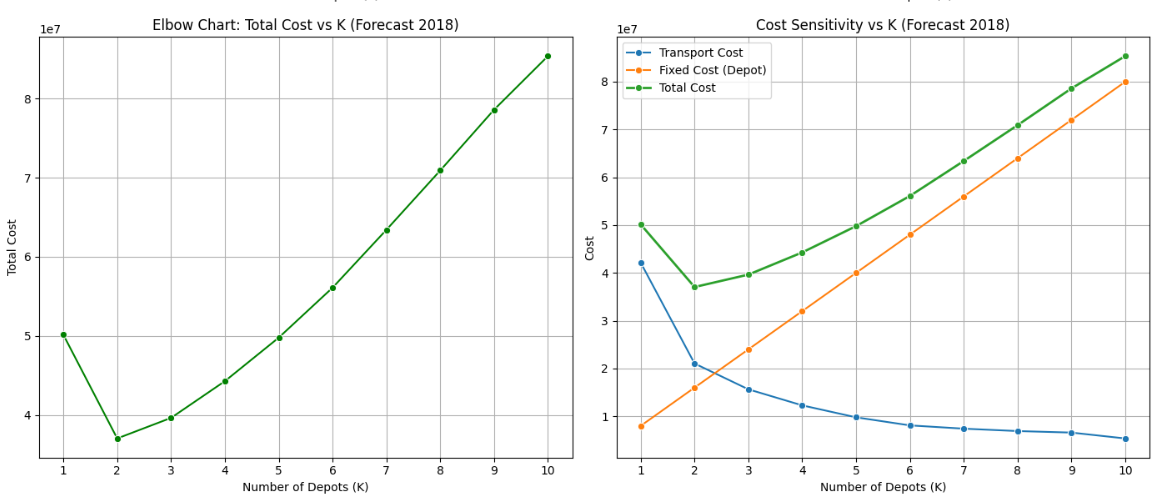 Elbow Chart: Total Cost vs K (Forecast 2018)
1e7
8
7
6
5
4
Total Cost
1 2 3 4 5 6 7 8 9 10
Number of Depots (K)
Cost Sensitivity vs K (Forecast 2018)
1e7
Transport Cost
Fixed Cost (Depot)
Total Cost
8
7
6
5
4
3
2
1
Cost
1 2 3 4 5 6 7 8 9 10
Number of Depots (K)